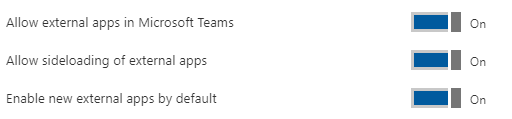 Allow external apps in Microsoft Teams On
Allow sideloading of external apps On
Enable new external apps by default On